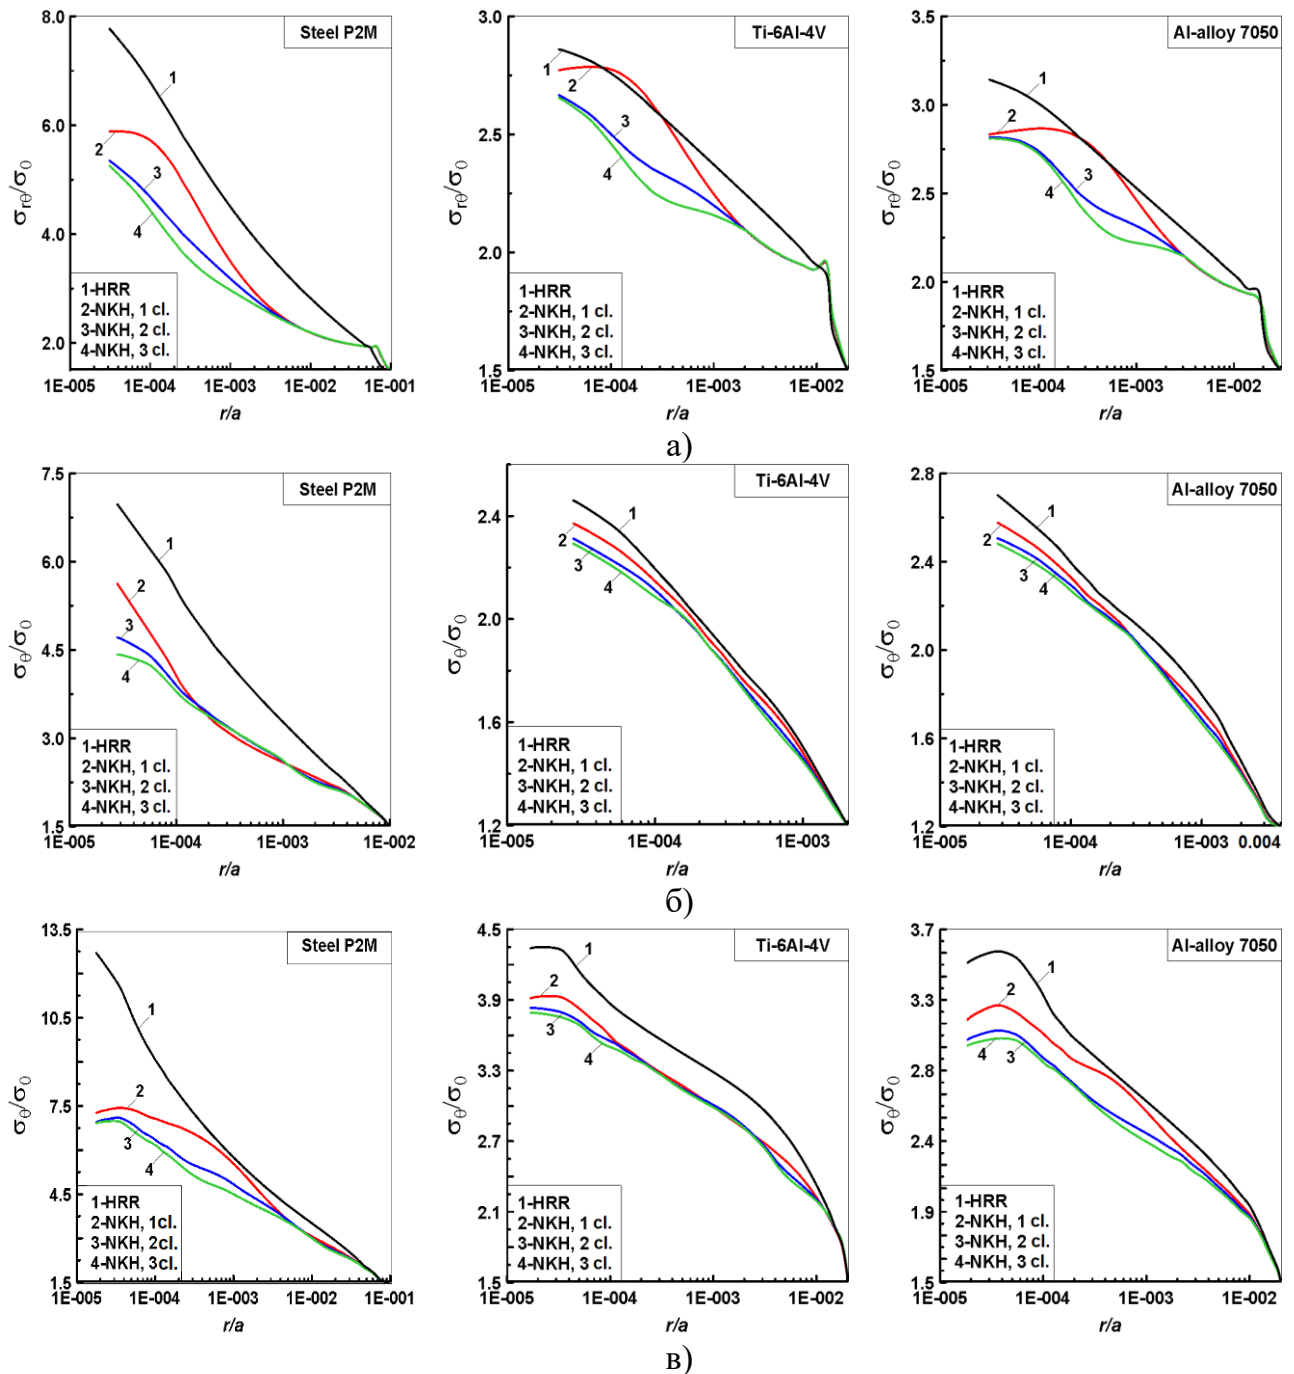 8.0
6.0
4.0
2.0
σrθ/σ0
Steel P2M
1
2
3
4
1-HRR
2-NKH, 1 cl.
3-NKH, 2 cl.
4-NKH, 3 cl.
1E-005 1E-004 1E-003 1E-002 1E-001
r/a
3.0
2.5
2.0
1.5
σrθ/σ0
Ti-6Al-4V
1
2
3
4
1-HRR
2-NKH, 1 cl.
3-NKH, 2 cl.
4-NKH, 3 cl.
1E-005 1E-004 1E-003 1E-002
r/a
3.5
3.0
2.5
2.0
1.5
σrθ/σ0
Al-alloy 7050
1
2
3
4
1-HRR
2-NKH, 1 cl.
3-NKH, 2 cl.
4-NKH, 3 cl.
1E-005 1E-004 1E-003 1E-002
r/a
а)
7.5
6.0
4.5
3.0
1.5
σθ/σ0
Steel P2M
1
2
3
4
1-HRR
2-NKH, 1 cl.
3-NKH, 2 cl.
4-NKH, 3 cl.
1E-005 1E-004 1E-003 1E-002
r/a
2.4
2.0
1.6
1.2
σθ/σ0
Ti-6Al-4V
1
2
3
4
1-HRR
2-NKH, 1 cl.
3-NKH, 2 cl.
4-NKH, 3 cl.
1E-005 1E-004 1E-003
r/a
2.8
2.4
2.0
1.6
1.2
σθ/σ0
Al-alloy 7050
1
2
3
4
1-HRR
2-NKH, 1 cl.
3-NKH, 2 cl.
4-NKH, 3 cl.
1E-005 1E-004 1E-003 0.004
r/a
б)
13.5
10.5
7.5
4.5
1.5
σθ/σ0
Steel P2M
1
2
3
4
1-HRR
2-NKH, 1cl.
3-NKH, 2cl.
4-NKH, 3cl.
1E-005 1E-004 1E-003 1E-002 1E-001
r/a
4.5
3.9
3.3
2.7
2.1
1.5
σθ/σ0
Ti-6Al-4V
1
2
3
4
1-HRR
2-NKH, 1 cl.
3-NKH, 2 cl.
4-NKH, 3 cl.
1E-005 1E-004 1E-003 1E-002
r/a
3.7
3.3
2.8
2.4
1.9
1.5
σθ/σ0
Al-alloy 7050
1
2
3
4
1-HRR
2-NKH, 1 cl.
3-NKH, 2 cl.
4-NKH, 3 cl.
1E-005 1E-004 1E-003 1E-002
r/a
в)